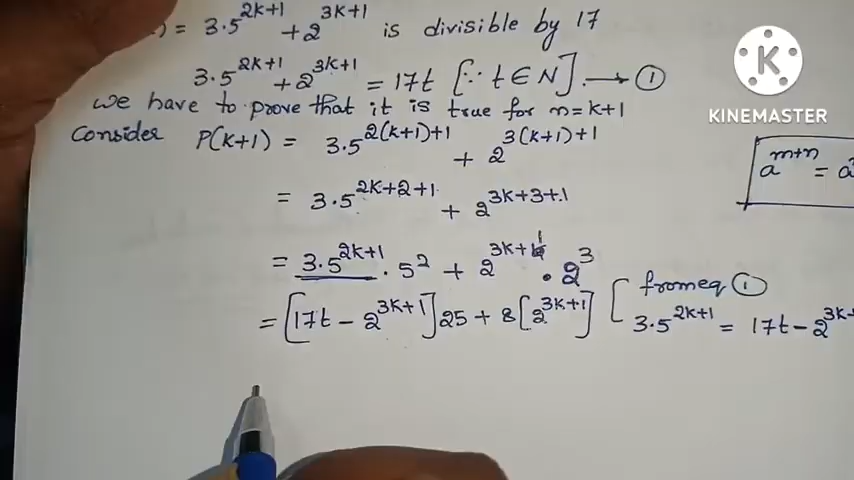 ) = 3.5^{2k+1} + 2^{3k+1} is divisible by 17
3.5^{2k+1} + 2^{3k+1} = 17t [∵ t ∈ N]. → ①
we have to prove that it is true for n = k+1
Consider P(k+1) = 3.5^{2(k+1)+1} + 2^{3(k+1)+1}
= 3.5^{2k+2+1} + 2^{3k+3+1}
= 3.5^{2k+1} . 5^2 + 2^{3k+1} . 2^3
= [17t - 2^{3k+1}] 25 + 8 [2^{3k+1}]
[from eq ①
3.5^{2k+1} = 17t - 2^{3k+
a^{m+n} = a
K
KINEMASTER